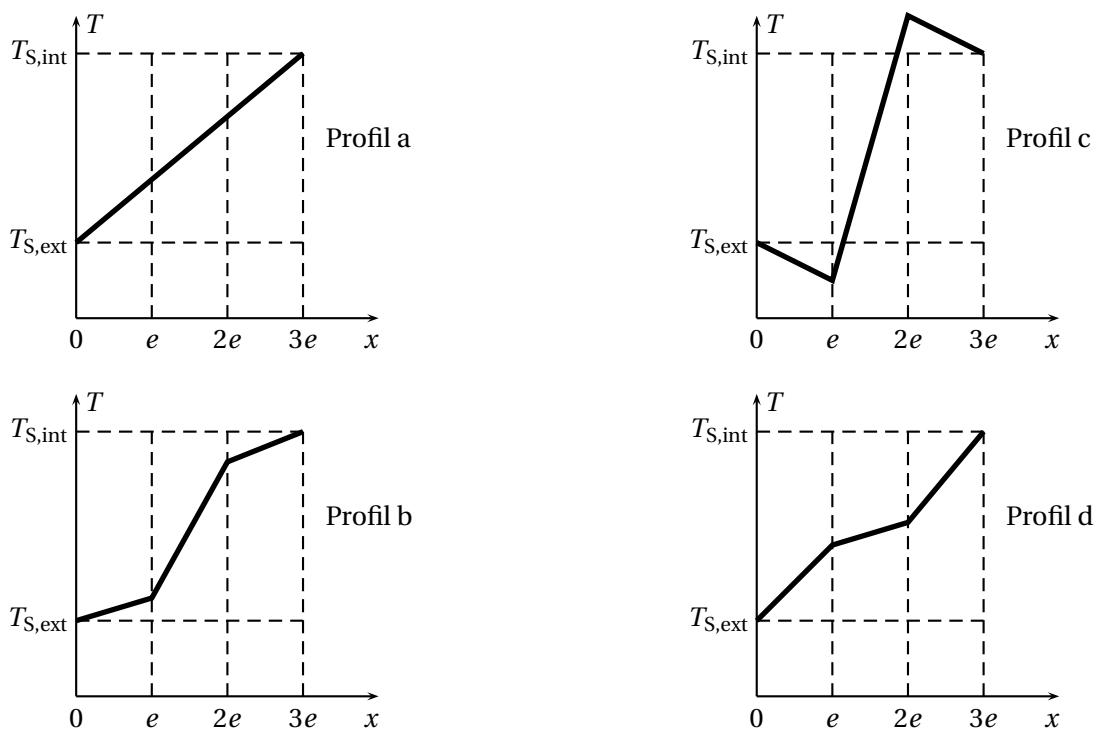 T
T_S,int
Profil a
T_S,ext
0 e 2e 3e x
T
T_S,int
Profil c
T_S,ext
0 e 2e 3e x
T
T_S,int
Profil b
T_S,ext
0 e 2e 3e x
T
T_S,int
Profil d
T_S,ext
0 e 2e 3e x